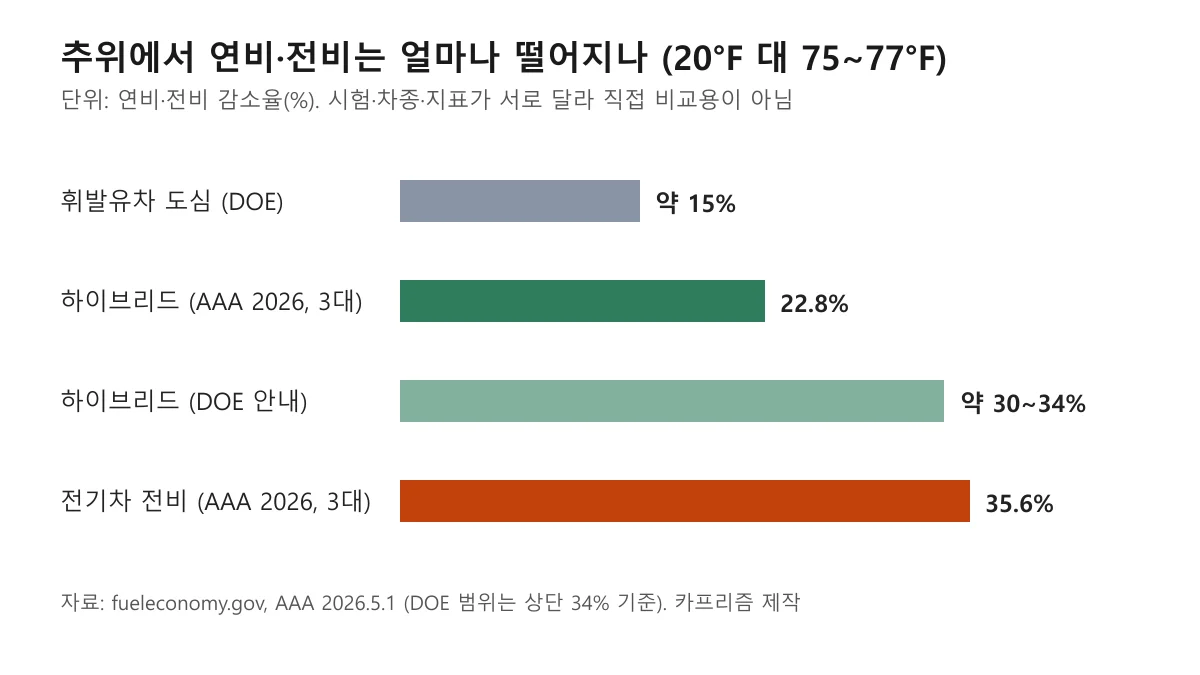 추위에서 연비·전비는 얼마나 떨어지나 (20°F 대 75~77°F)
단위: 연비·전비 감소율(%). 시험·차종·지표가 서로 달라 직접 비교용이 아님
휘발유차 도심 (DOE) 약 15%
하이브리드 (AAA 2026, 3대) 22.8%
하이브리드 (DOE 안내) 약 30~34%
전기차 전비 (AAA 2026, 3대) 35.6%
자료: fueleconomy.gov, AAA 2026.5.1 (DOE 범위는 상단 34% 기준). 카프리즘 제작